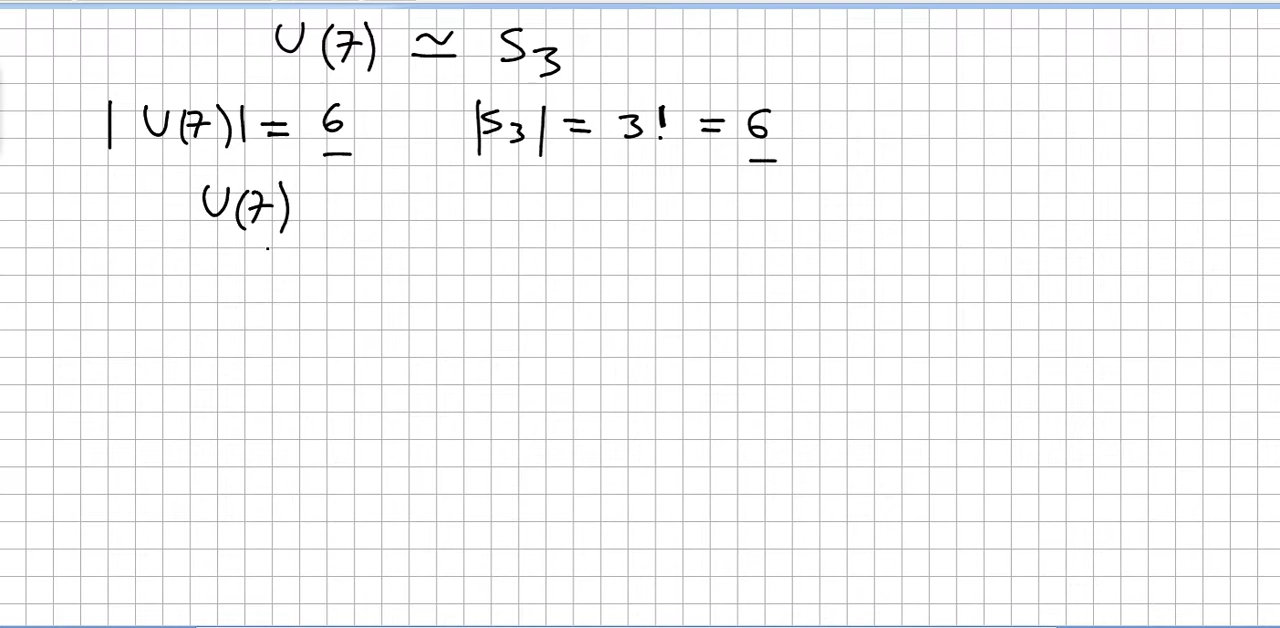 U(7) ≃ S₃
|U(7)| = 6 |S₃| = 3! = 6
U(7)